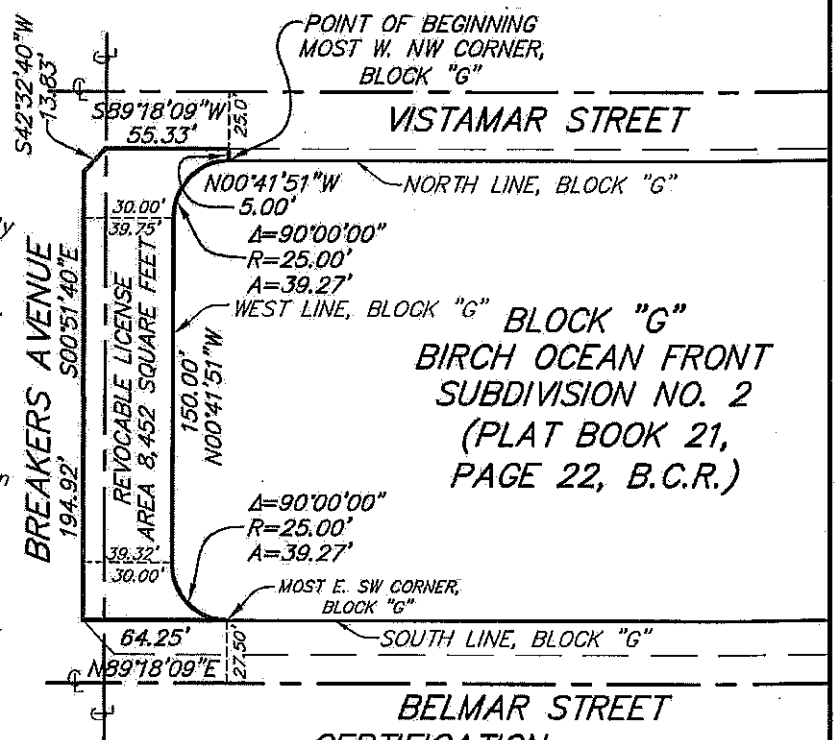 POINT OF BEGINNING
MOST W. NW CORNER,
BLOCK "G"
S42°32'40"W
13.83'
℄
℄
S89°18'09"W
55.33'
25.0'
VISTAMAR STREET
N00°41'51"W
5.00'
NORTH LINE, BLOCK "G"
30.00'
39.75'
Δ=90°00'00"
R=25.00'
A=39.27'
BREAKERS AVENUE
S00°51'40"E
194.92'
REVOCABLE LICENSE
AREA 8,452 SQUARE FEET
WEST LINE, BLOCK "G"
150.00'
N00°41'51"W
BLOCK "G"
BIRCH OCEAN FRONT
SUBDIVISION NO. 2
(PLAT BOOK 21,
PAGE 22, B.C.R.)
Δ=90°00'00"
R=25.00'
A=39.27'
39.32'
30.00'
MOST E. SW CORNER,
BLOCK "G"
64.25'
N89°18'09"E
27.50'
SOUTH LINE, BLOCK "G"
℄
℄
BELMAR STREET
CERTIFICATION